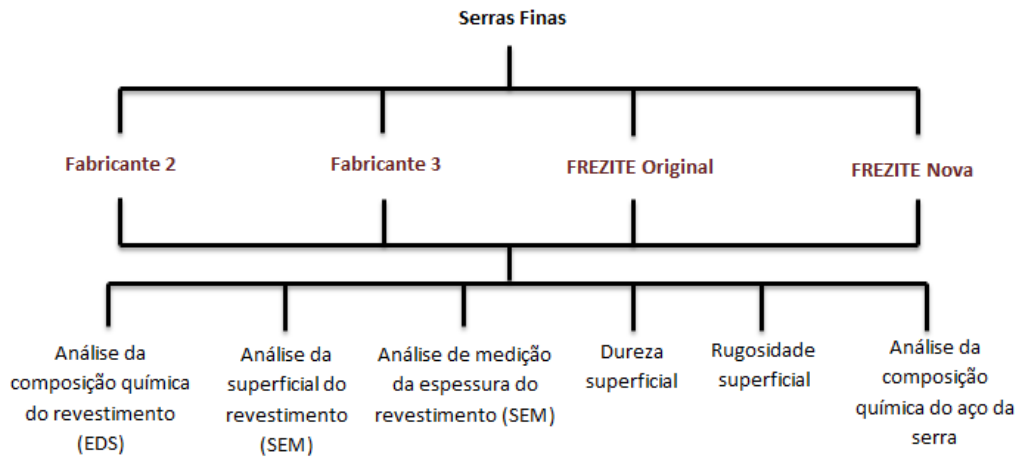 Serras Finas
Fabricante 2
Fabricante 3
FREZITE Original
FREZITE Nova
Análise da
composição química
do revestimento
(EDS)
Análise da
superficial do
revestimento
(SEM)
Análise de medição
da espessura do
revestimento (SEM)
Dureza
superficial
Rugosidade
superficial
Análise da
composição
química do aço da
serra